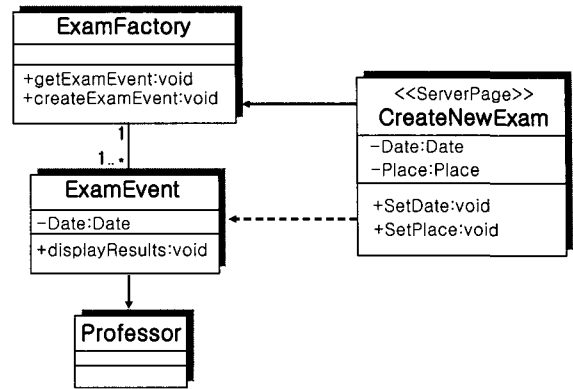 ExamFactory
+getExamEvent:void
+createExamEvent:void
1
1..*
ExamEvent
-Date:Date
+displayResults:void
Professor
<<ServerPage>>
CreateNewExam
-Date:Date
-Place:Place
+SetDate:void
+SetPlace:void